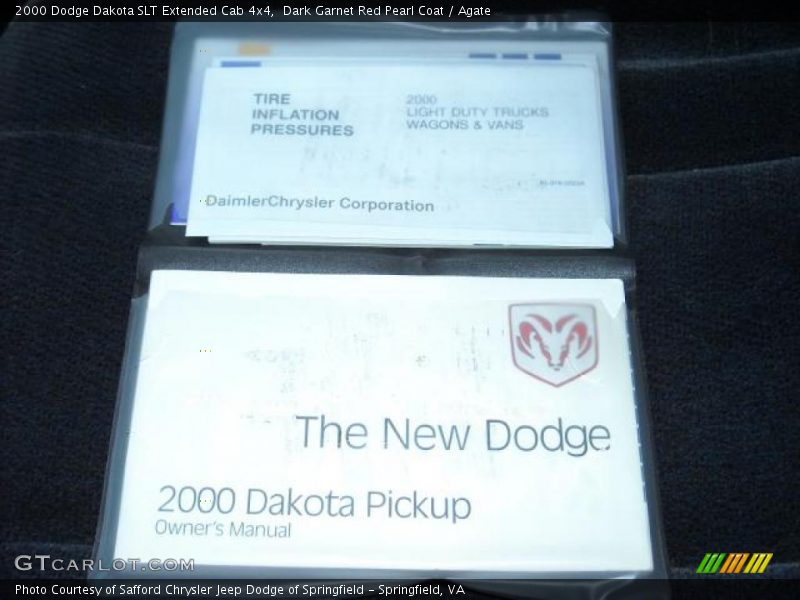 2000 Dodge Dakota SLT Extended Cab 4x4, Dark Garnet Red Pearl Coat / Agate
TIRE
INFLATION
PRESSURES
2000
LIGHT DUTY TRUCKS
WAGONS & VANS
DaimlerChrysler Corporation
The New Dodge
2000 Dakota Pickup
Owner's Manual
GTCARLOT.COM
Photo Courtesy of Safford Chrysler Jeep Dodge of Springfield - Springfield, VA